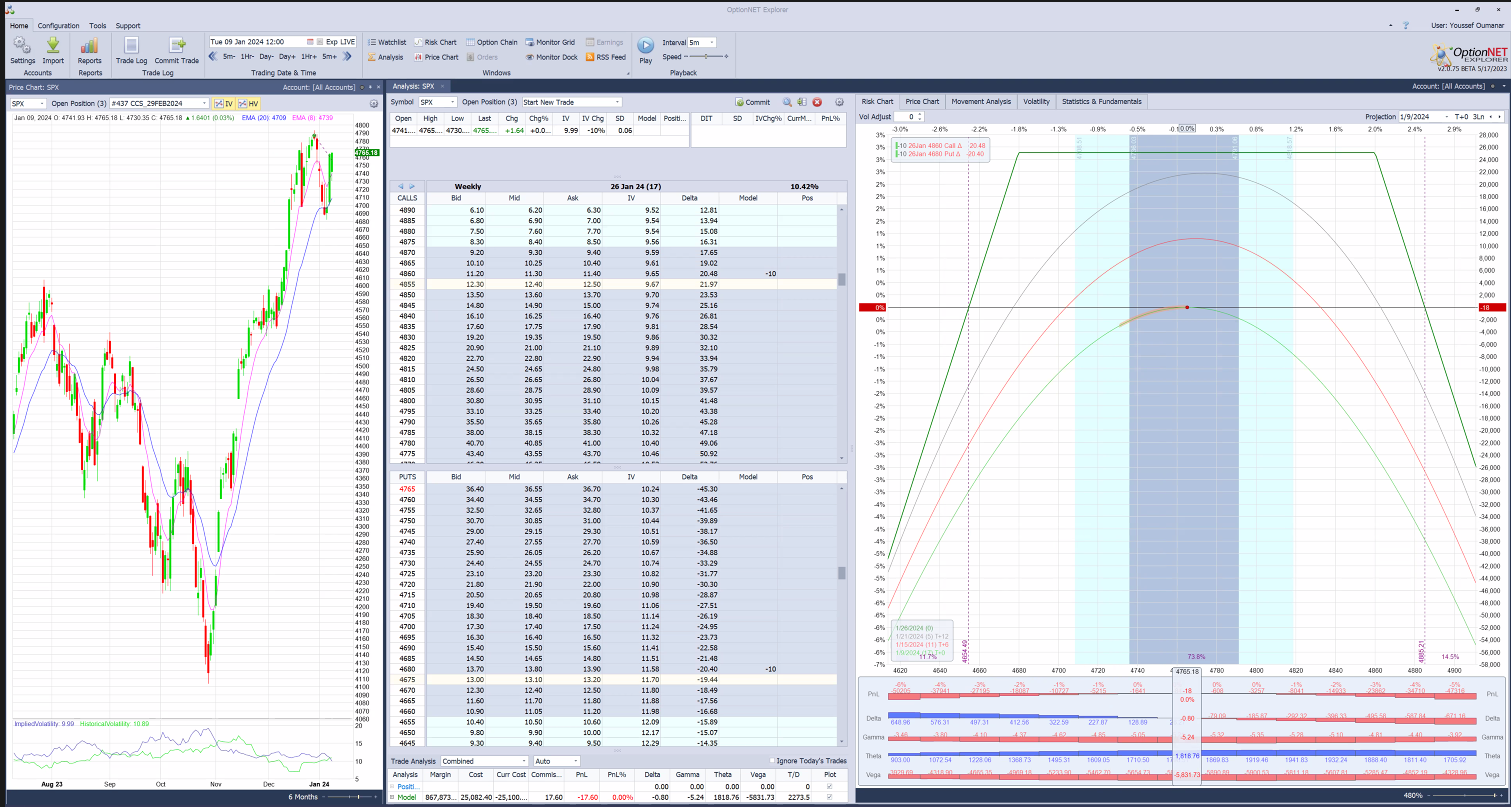 OptionNET Explorer
Home Configuration Tools Support
User: Youssef Oumanar
Settings Import Reports Trade Log Commit Trade
Accounts Reports Trade Log
Tue 09 Jan 2024 12:00 Exp LIVE
5m- 1Hr- Day- Day+ 1Hr+ 5m+
Trading Date & Time
Watchlist Risk Chart Option Chain Monitor Grid Earnings
Analysis Price Chart Orders Monitor Dock RSS Feed
Windows
Play Interval 5m
Speed
Playback
OptionNET
EXPLORER
v2.0.75 BETA 5/17/2023
Price Chart: SPX Account: [All Accounts]
SPX Open Position (3) #437 CCS_29FEB2024 IV HV
Jan 09, 2024 O: 4741.93 H: 4765.18 L: 4730.35 C: 4765.18 ▲1.6401 (0.03%) EMA (20): 4709 EMA (8): 4739
4800
4790
4780
4770
4765.18
4750
4740
4730
4720
4710
4700
4690
4680
4670
4660
4650
4640
4630
4620
4610
4600
4590
4580
4570
4560
4550
4540
4530
4520
4510
4500
4490
4480
4470
4460
4450
4440
4430
4420
4410
4400
4390
4380
4370
4360
4350
4340
4330
4320
4310
4300
4290
4280
4270
4260
4250
4240
4230
4220
4210
4200
4190
4180
4170
4160
4150
4140
4130
4120
4110
4100
4090
4080
4070
4060
ImpliedVolatility: 9.99 HistoricalVolatility: 10.89
20
15
10
5
Aug 23 Sep Oct Nov Dec Jan 24
6 Months
Analysis: SPX
Account: [All Accounts]
Symbol SPX Open Position (3) Start New Trade Commit
Open High Low Last Chg Chg% IV IV Chg SD Model Positi...
4741.... 4765.... 4730.... 4765.... +1.64 +0.0... 9.99 -10% 0.06
DIT SD IVChg% CurrM... PnL%
Weekly 26 Jan 24 (17) 10.42%
CALLS Bid Mid Ask IV Delta Model Pos
4890 6.10 6.20 6.30 9.52 12.81
4885 6.80 6.90 7.00 9.54 13.94
4880 7.50 7.60 7.70 9.54 15.08
4875 8.30 8.40 8.50 9.56 16.31
4870 9.20 9.30 9.40 9.59 17.65
4865 10.10 10.25 10.40 9.61 19.02
4860 11.20 11.30 11.40 9.65 20.48 -10
4855 12.30 12.40 12.50 9.67 21.97
4850 13.50 13.60 13.70 9.70 23.53
4845 14.80 14.90 15.00 9.74 25.16
4840 16.10 16.25 16.40 9.76 26.81
4835 17.60 17.75 17.90 9.81 28.54
4830 19.20 19.35 19.50 9.86 30.32
4825 20.90 21.00 21.10 9.89 32.10
4820 22.70 22.80 22.90 9.94 33.94
4815 24.50 24.65 24.80 9.98 35.79
4810 26.50 26.65 26.80 10.04 37.67
4805 28.60 28.75 28.90 10.09 39.57
4800 30.80 30.95 31.10 10.15 41.48
4795 33.10 33.25 33.40 10.20 43.38
4790 35.50 35.65 35.80 10.26 45.28
4785 38.00 38.15 38.30 10.32 47.18
4780 40.70 40.85 41.00 10.40 49.06
4775 43.40 43.55 43.70 10.46 50.92
PUTS Bid Mid Ask IV Delta Model Pos
4765 36.40 36.55 36.70 10.24 -45.30
4760 34.40 34.55 34.70 10.30 -43.46
4755 32.50 32.65 32.80 10.37 -41.65
4750 30.70 30.85 31.00 10.44 -39.89
4745 29.00 29.15 29.30 10.51 -38.17
4740 27.40 27.55 27.70 10.59 -36.50
4735 25.90 26.05 26.20 10.67 -34.88
4730 24.40 24.55 24.70 10.74 -33.29
4725 23.10 23.20 23.30 10.82 -31.77
4720 21.80 21.90 22.00 10.90 -30.30
4715 20.50 20.65 20.80 10.98 -28.87
4710 19.40 19.50 19.60 11.06 -27.51
4705 18.30 18.40 18.50 11.14 -26.19
4700 17.30 17.40 17.50 11.24 -24.95
4695 16.30 16.40 16.50 11.32 -23.73
4690 15.40 15.50 15.60 11.41 -22.58
4685 14.50 14.65 14.80 11.51 -21.48
4680 13.70 13.80 13.90 11.58 -20.40 -10
4675 13.00 13.10 13.20 11.70 -19.44
4670 12.30 12.40 12.50 11.79 -18.48
4665 11.60 11.70 11.80 11.88 -17.56
4660 10.90 11.05 11.20 11.98 -16.68
4655 10.40 10.50 10.60 12.09 -15.89
4650 9.80 9.90 10.00 12.17 -15.07
4645 9.30 9.40 9.50 12.29 -14.35
Trade Analysis Combined Auto Ignore Today's Trades
Analysis Margin Cost Curr Cost Commis... PnL PnL% Delta Gamma Theta Vega T/D Plot
Positi... 0.00 0.00 0.00 0.00 0
Model 867,873... 25,082.40 -25,100.... 17.60 -17.60 0.00% -0.80 -5.24 1818.76 -5831.73 2273.5
Risk Chart Price Chart Movement Analysis Volatility Statistics & Fundamentals
Vol Adjust 0 Projection 1/9/2024 T+0 3Ln
-3.0% -2.6% -2.2% -1.8% -1.3% -0.9% -0.5% -0.1% 0.0% 0.3% 0.8% 1.2% 1.6% 2.0% 2.5% 2.9%
-10 26Jan 4860 Call Δ 20.48
-10 26Jan 4680 Put Δ -20.40
28,000
26,000
24,000
22,000
20,000
18,000
16,000
14,000
12,000
10,000
8,000
6,000
4,000
2,000
-18
-2,000
-4,000
-6,000
-8,000
-10,000
-12,000
-14,000
-16,000
-18,000
-20,000
-22,000
-24,000
-26,000
-28,000
-30,000
-32,000
-34,000
-36,000
-38,000
-40,000
-42,000
-44,000
-46,000
-48,000
-50,000
-52,000
-54,000
-56,000
-58,000
1/26/2024 (0)
1/21/2024 (5) T+12
1/15/2024 (11) T+6
11.7% 4654.49 73.8% 4885.21 14.5%
4620 4640 4660 4680 4700 4720 4740 4780 4800 4820 4840 4860 4880 4900
4765.18
PnL -6% -4% -3% -2% -1% -1% -0% 0.0% -0% -0% -1% -2% -3% -4% -5% PnL
-50205 -37941 -27195 -18087 -10727 -5215 -1641 -18 -608 -3257 -8041 -14933 -23862 -34710 -47316
Delta 648.96 576.31 497.31 412.56 322.59 227.87 128.89 -0.80 -79.09 -185.87 -292.32 -396.33 -495.58 -587.84 -671.16 Delta
Gamma -3.46 -3.80 -4.10 -4.37 -4.62 -4.85 -5.05 -5.24 -5.32 -5.35 -5.28 -5.10 -4.81 -4.40 -3.92 Gamma
Theta 903.00 1072.54 1228.06 1368.73 1495.31 1609.05 1710.50 1,818.76 1869.83 1919.46 1941.83 1932.24 1888.40 1811.40 1705.92 Theta
Vega -5,831.73 Vega
480%